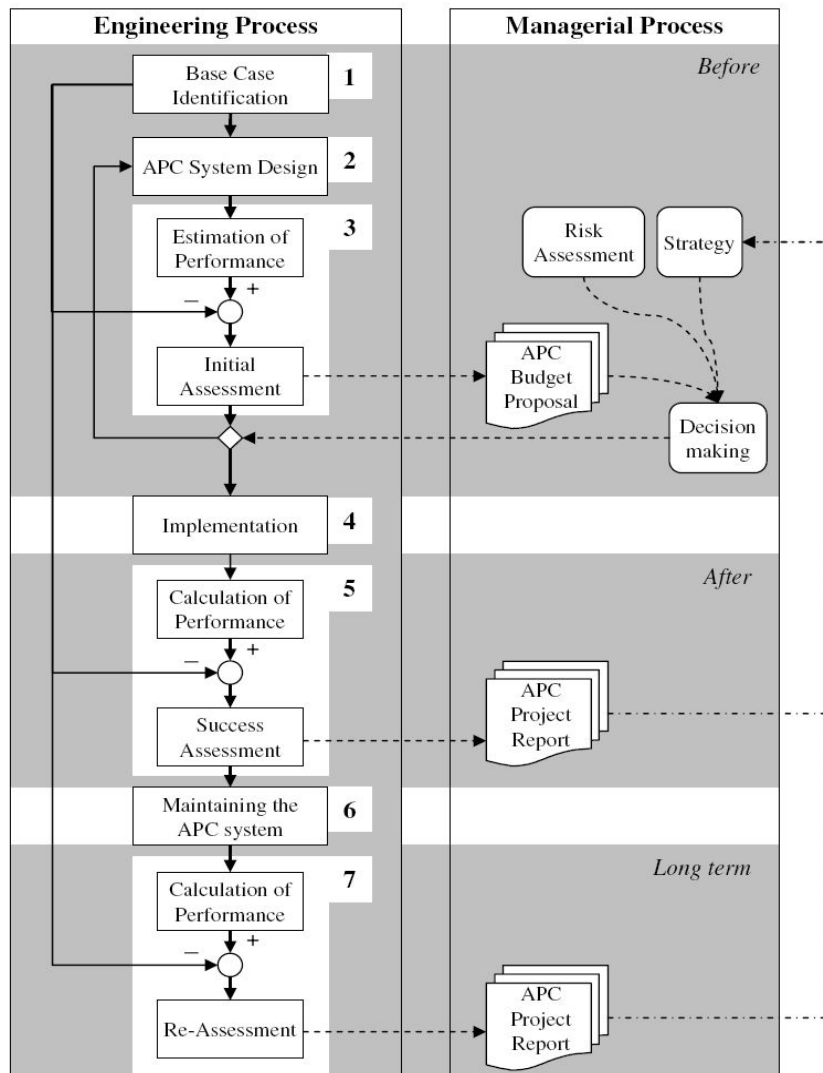 Engineering Process
Managerial Process
Before
Base Case
Identification
1
APC System Design
2
Estimation of
Performance
3
Risk
Assessment
Strategy
−
+
Initial
Assessment
APC
Budget
Proposal
Decision
making
Implementation
4
After
Calculation of
Performance
5
−
+
Success
Assessment
APC
Project
Report
Maintaining the
APC system
6
Long term
Calculation of
Performance
7
−
+
Re-Assessment
APC
Project
Report